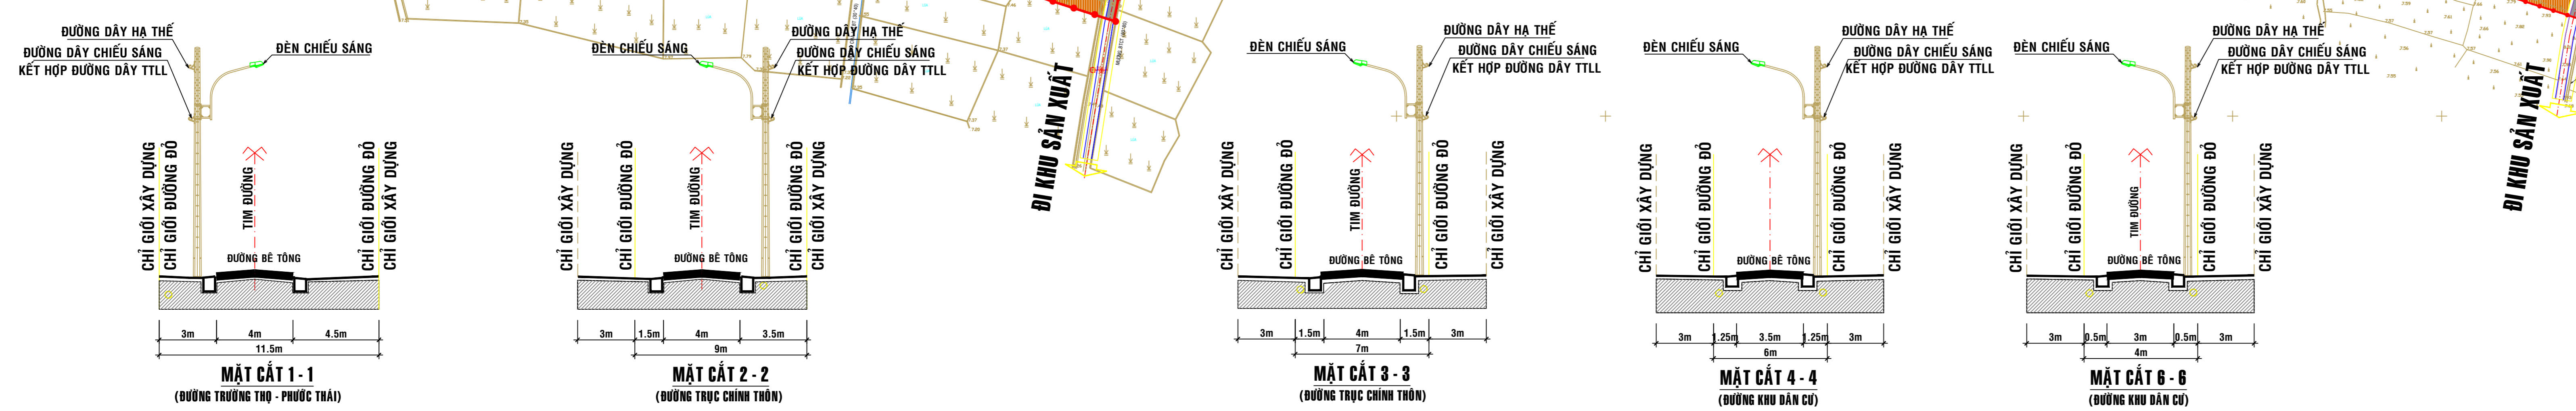 ĐƯỜNG DÂY HẠ THẾ
ĐƯỜNG DÂY CHIẾU SÁNG
KẾT HỢP ĐƯỜNG DÂY TTLL
ĐÈN CHIẾU SÁNG
CHỈ GIỚI XÂY DỰNG
CHỈ GIỚI ĐƯỜNG ĐỎ
TIM ĐƯỜNG
CHỈ GIỚI ĐƯỜNG ĐỎ
CHỈ GIỚI XÂY DỰNG
ĐƯỜNG BÊ TÔNG
3m 4m 4.5m
11.5m
MẶT CẮT 1 - 1
(ĐƯỜNG TRƯỜNG THỌ - PHƯỚC THÁI)
ĐÈN CHIẾU SÁNG
ĐƯỜNG DÂY HẠ THẾ
ĐƯỜNG DÂY CHIẾU SÁNG
KẾT HỢP ĐƯỜNG DÂY TTLL
CHỈ GIỚI XÂY DỰNG
CHỈ GIỚI ĐƯỜNG ĐỎ
TIM ĐƯỜNG
CHỈ GIỚI ĐƯỜNG ĐỎ
CHỈ GIỚI XÂY DỰNG
ĐƯỜNG BÊ TÔNG
3m 1.5m 4m 3.5m
9m
MẶT CẮT 2 - 2
(ĐƯỜNG TRỤC CHÍNH THÔN)
ĐI KHU SẢN XUẤT
ĐÈN CHIẾU SÁNG
ĐƯỜNG DÂY HẠ THẾ
ĐƯỜNG DÂY CHIẾU SÁNG
KẾT HỢP ĐƯỜNG DÂY TTLL
CHỈ GIỚI XÂY DỰNG
CHỈ GIỚI ĐƯỜNG ĐỎ
TIM ĐƯỜNG
CHỈ GIỚI ĐƯỜNG ĐỎ
CHỈ GIỚI XÂY DỰNG
ĐƯỜNG BÊ TÔNG
3m 1.5m 4m 1.5m 3m
7m
MẶT CẮT 3 - 3
(ĐƯỜNG TRỤC CHÍNH THÔN)
ĐÈN CHIẾU SÁNG
ĐƯỜNG DÂY HẠ THẾ
ĐƯỜNG DÂY CHIẾU SÁNG
KẾT HỢP ĐƯỜNG DÂY TTLL
CHỈ GIỚI XÂY DỰNG
CHỈ GIỚI ĐƯỜNG ĐỎ
CHỈ GIỚI ĐƯỜNG ĐỎ
CHỈ GIỚI XÂY DỰNG
ĐƯỜNG BÊ TÔNG
3m 1.25m 3.5m 1.25m 3m
6m
MẶT CẮT 4 - 4
(ĐƯỜNG KHU DÂN CƯ)
ĐÈN CHIẾU SÁNG
ĐƯỜNG DÂY HẠ THẾ
ĐƯỜNG DÂY CHIẾU SÁNG
KẾT HỢP ĐƯỜNG DÂY TTLL
CHỈ GIỚI XÂY DỰNG
CHỈ GIỚI ĐƯỜNG ĐỎ
TIM ĐƯỜNG
CHỈ GIỚI ĐƯỜNG ĐỎ
CHỈ GIỚI XÂY DỰNG
ĐƯỜNG BÊ TÔNG
3m 0.5m 3m 0.5m 3m
4m
MẶT CẮT 6 - 6
(ĐƯỜNG KHU DÂN CƯ)
ĐI KHU SẢN XUẤT